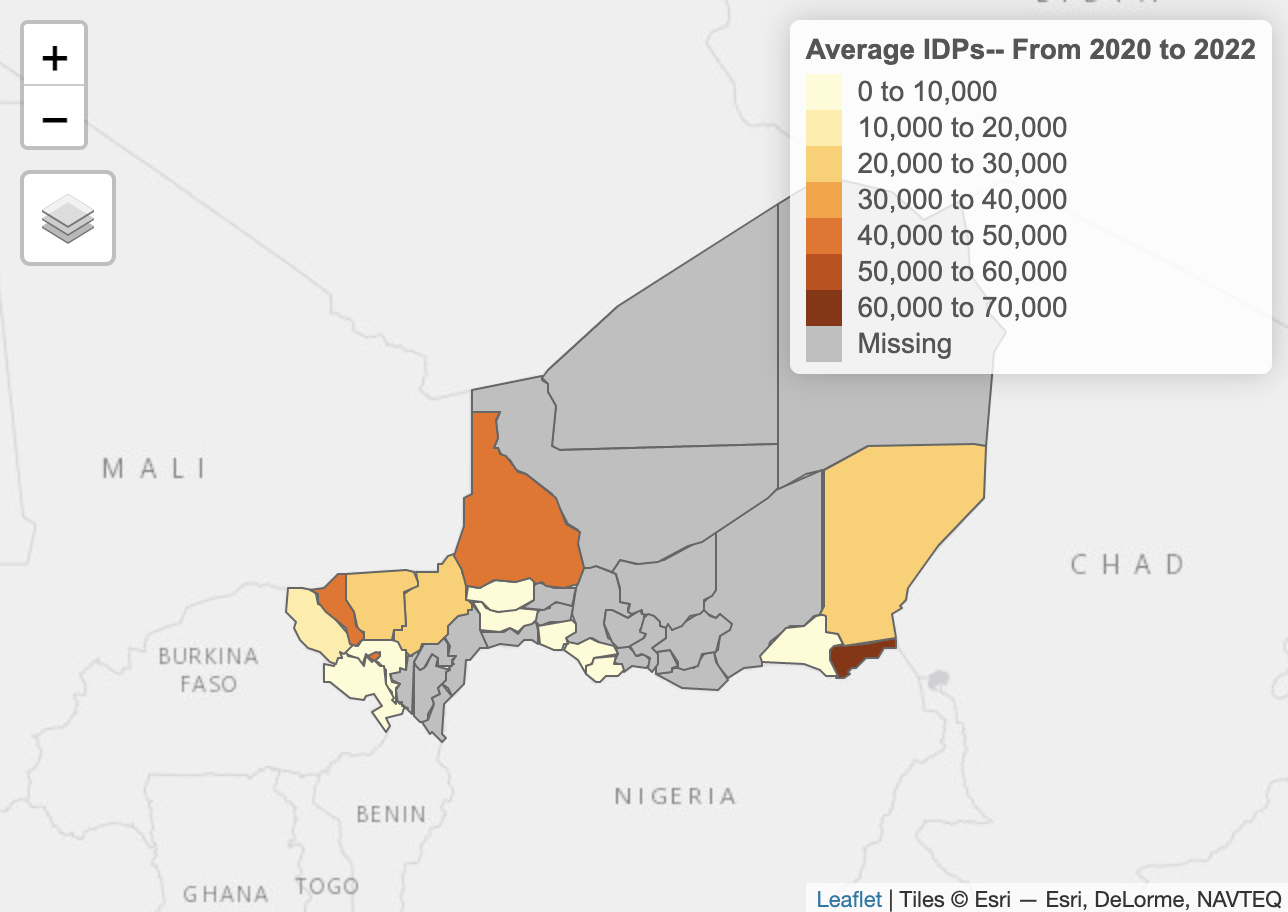 +
−
Average IDPs-- From 2020 to 2022
0 to 10,000
10,000 to 20,000
20,000 to 30,000
30,000 to 40,000
40,000 to 50,000
50,000 to 60,000
60,000 to 70,000
Missing
MALI
CHAD
BURKINA
FASO
NIGERIA
BENIN
GHANA
TOGO
Leaflet | Tiles © Esri — Esri, DeLorme, NAVTEQ